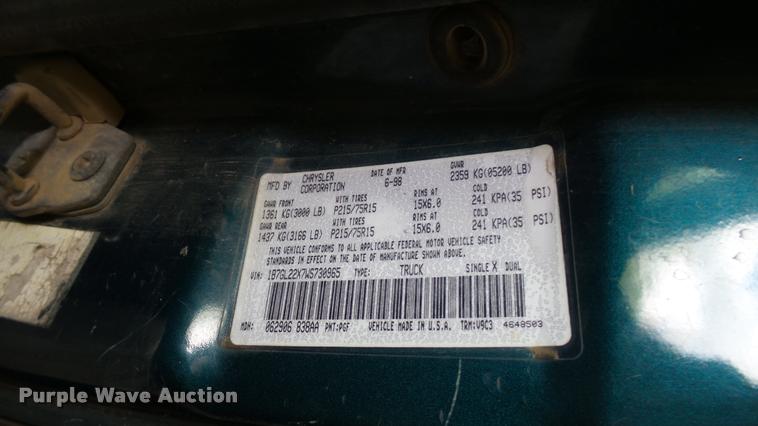 MFD BY CHRYSLER CORPORATION DATE OF MFR 6-98 GVWR 2359 KG(05200 LB)
GAWR FRONT WITH TIRES RIMS AT COLD
1361 KG(3000 LB) P215/75R15 15X6.0 241 KPA(35 PSI)
GAWR REAR WITH TIRES RIMS AT COLD
1437 KG(3166 LB) P215/75R15 15X6.0 241 KPA(35 PSI)
THIS VEHICLE CONFORMS TO ALL APPLICABLE FEDERAL MOTOR VEHICLE SAFETY
STANDARDS IN EFFECT ON THE DATE OF MANUFACTURE SHOWN ABOVE.
VIN: 1B7GL22X7WS730965 TYPE: TRUCK SINGLE X DUAL
MDH: 062906 838AA PNT:PGF VEHICLE MADE IN U.S.A. TRM:V9C3 4648503
Purple Wave Auction